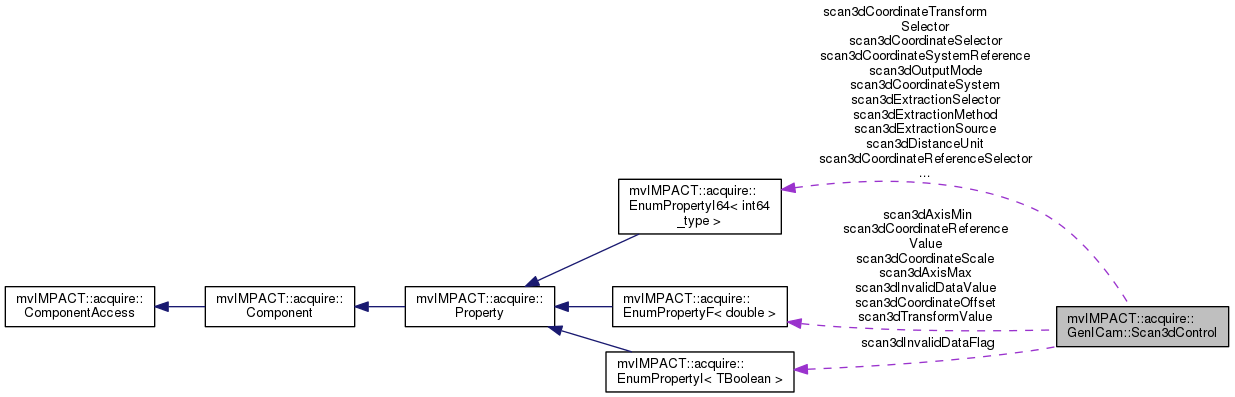 scan3dCoordinateTransform
Selector
scan3dCoordinateSelector
scan3dCoordinateSystemReference
scan3dOutputMode
scan3dCoordinateSystem
scan3dExtractionSelector
scan3dExtractionMethod
scan3dExtractionSource
scan3dDistanceUnit
scan3dCoordinateReferenceSelector
...
mvIMPACT::acquire::
EnumPropertyI64< int64
_type >
scan3dAxisMin
scan3dCoordinateReference
Value
scan3dCoordinateScale
scan3dAxisMax
scan3dInvalidDataValue
scan3dCoordinateOffset
scan3dTransformValue
mvIMPACT::acquire::
ComponentAccess
mvIMPACT::acquire::
Component
mvIMPACT::acquire::
Property
mvIMPACT::acquire::
EnumPropertyF< double >
mvIMPACT::acquire::
GenICam::Scan3dControl
scan3dInvalidDataFlag
mvIMPACT::acquire::
EnumPropertyI< TBoolean >